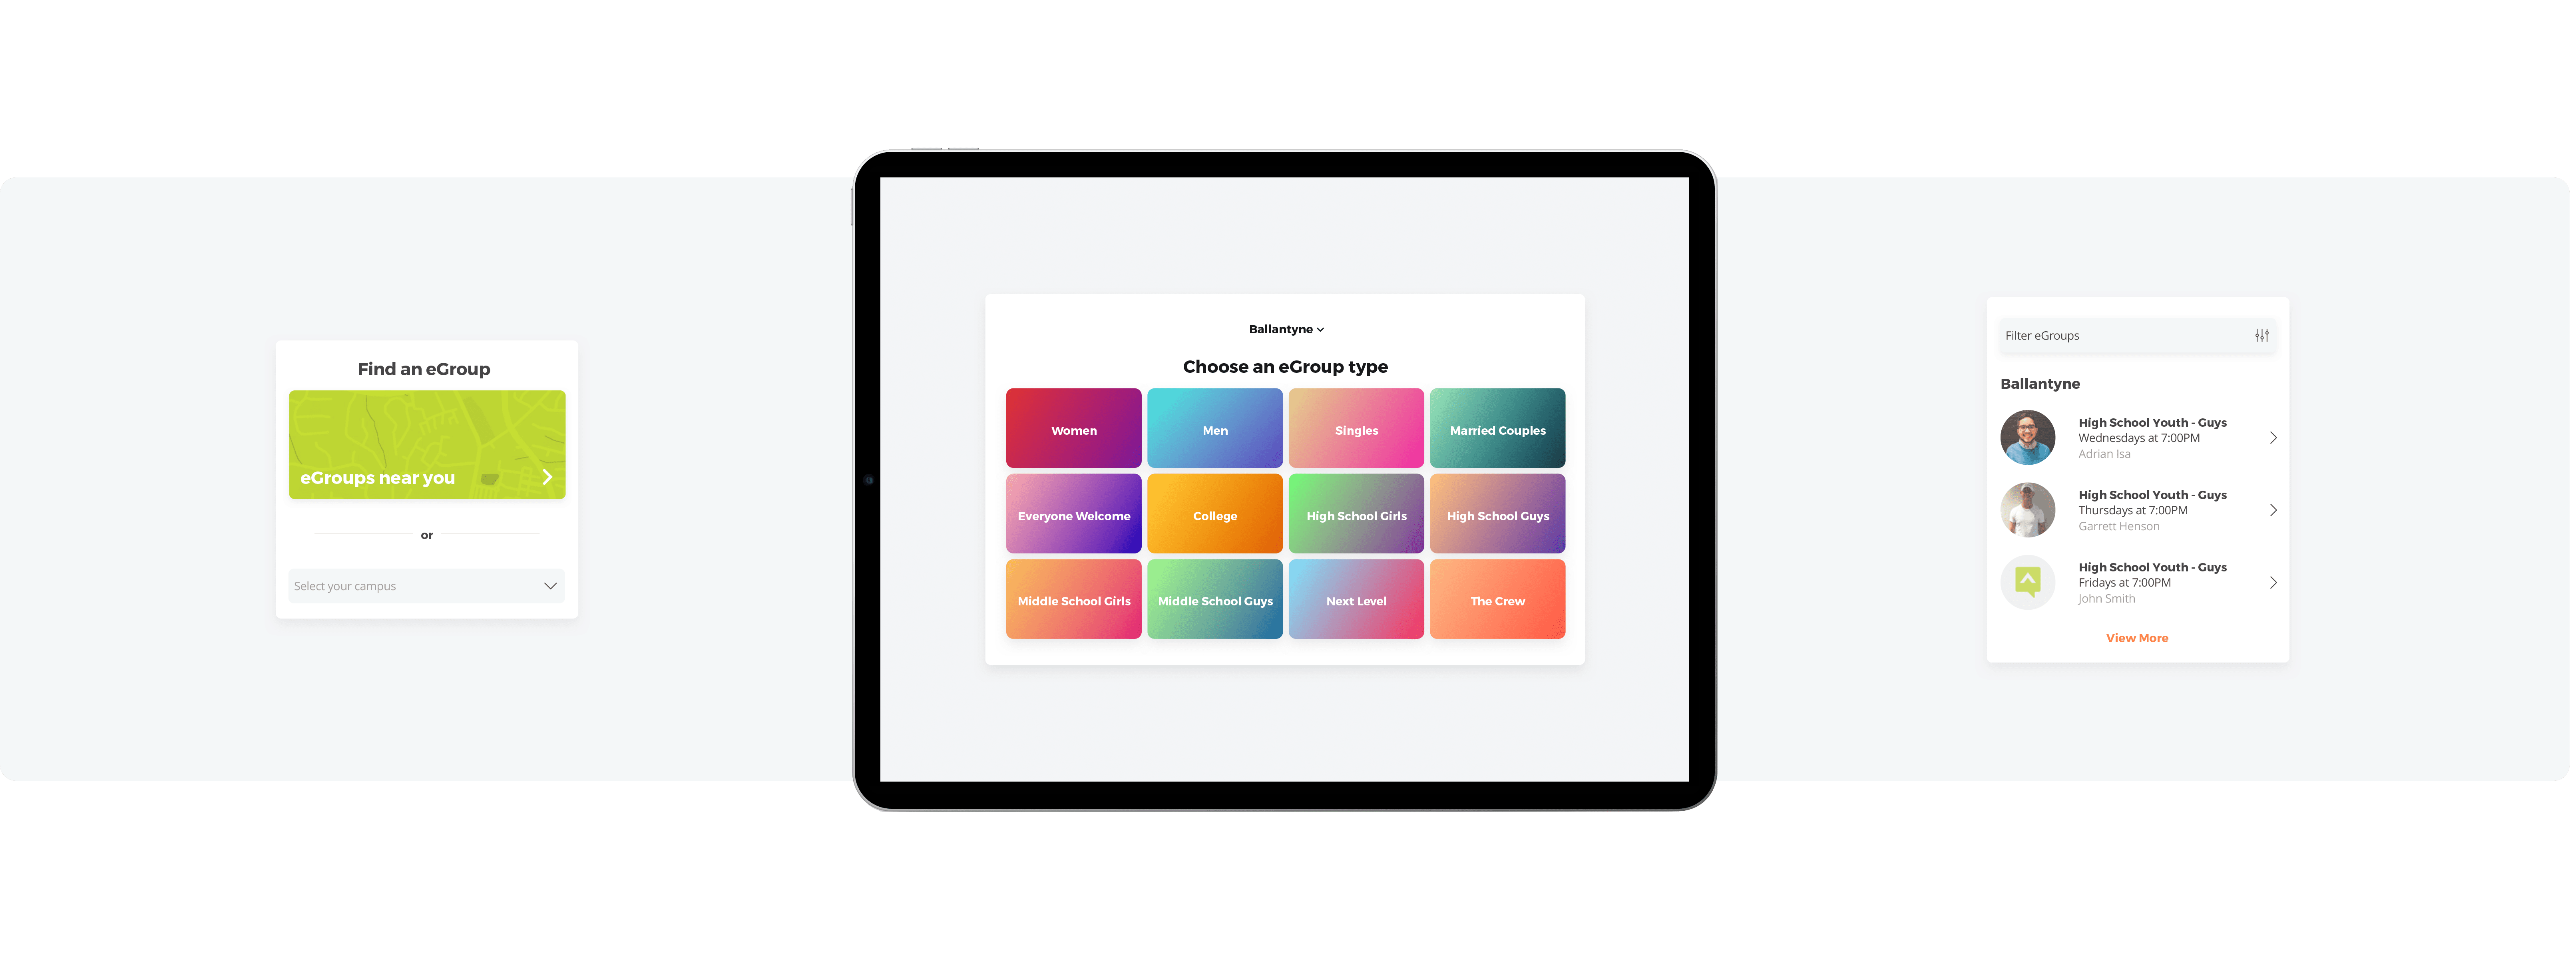 Find an eGroup
eGroups near you
or
Select your campus
Ballantyne
Choose an eGroup type
Women
Men
Singles
Married Couples
Everyone Welcome
College
High School Girls
High School Guys
Middle School Girls
Middle School Guys
Next Level
The Crew
Filter eGroups
Ballantyne
High School Youth - Guys
Wednesdays at 7:00PM
Adrian Isa
High School Youth - Guys
Thursdays at 7:00PM
Garrett Henson
High School Youth - Guys
Fridays at 7:00PM
John Smith
View More